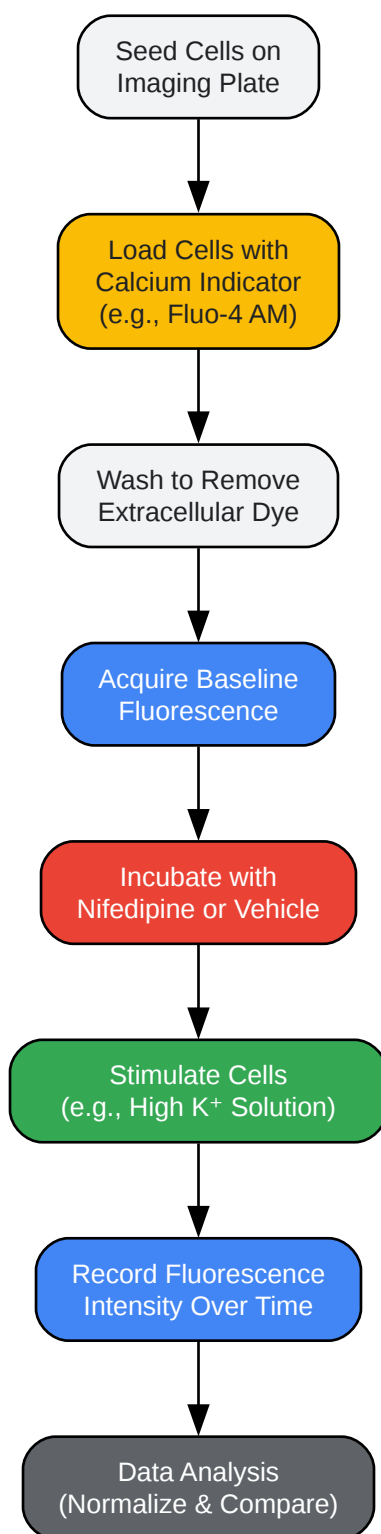 Seed Cells on
Imaging Plate
Load Cells with
Calcium Indicator
(e.g., Fluo-4 AM)
Wash to Remove
Extracellular Dye
Acquire Baseline
Fluorescence
Incubate with
Nifedipine or Vehicle
Stimulate Cells
(e.g., High K⁺ Solution)
Record Fluorescence
Intensity Over Time
Data Analysis
(Normalize & Compare)